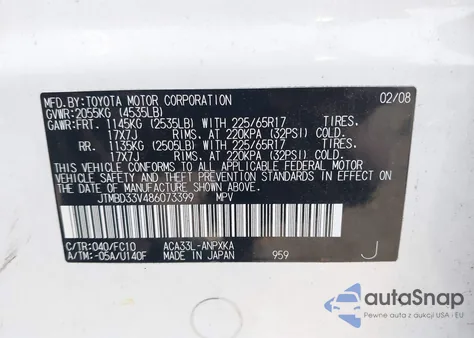 MFD.BY: TOYOTA MOTOR CORPORATION 02/08
GVWR: 2055KG (4535LB)
GAWR: FRT. 1145KG (2535LB) WITH 225/65R17 TIRES.
17X7J RIMS. AT 220KPA (32PSI) COLD.
RR. 1135KG (2505LB) WITH 225/65R17 TIRES.
17X7J RIMS. AT 220KPA (32PSI) COLD.
THIS VEHICLE CONFORMS TO ALL APPLICABLE FEDERAL MOTOR
VEHICLE SAFETY AND THEFT PREVENTION STANDARDS IN EFFECT ON
THE DATE OF MANUFACTURE SHOWN ABOVE.
JTMBD33V486073399 MPV
C/TR: 040/FC10 ACA33L-ANPXKA J
A/TM: -05A/U140F MADE IN JAPAN 959
autoSnap
Pewne auta z dostawą z USA i EU